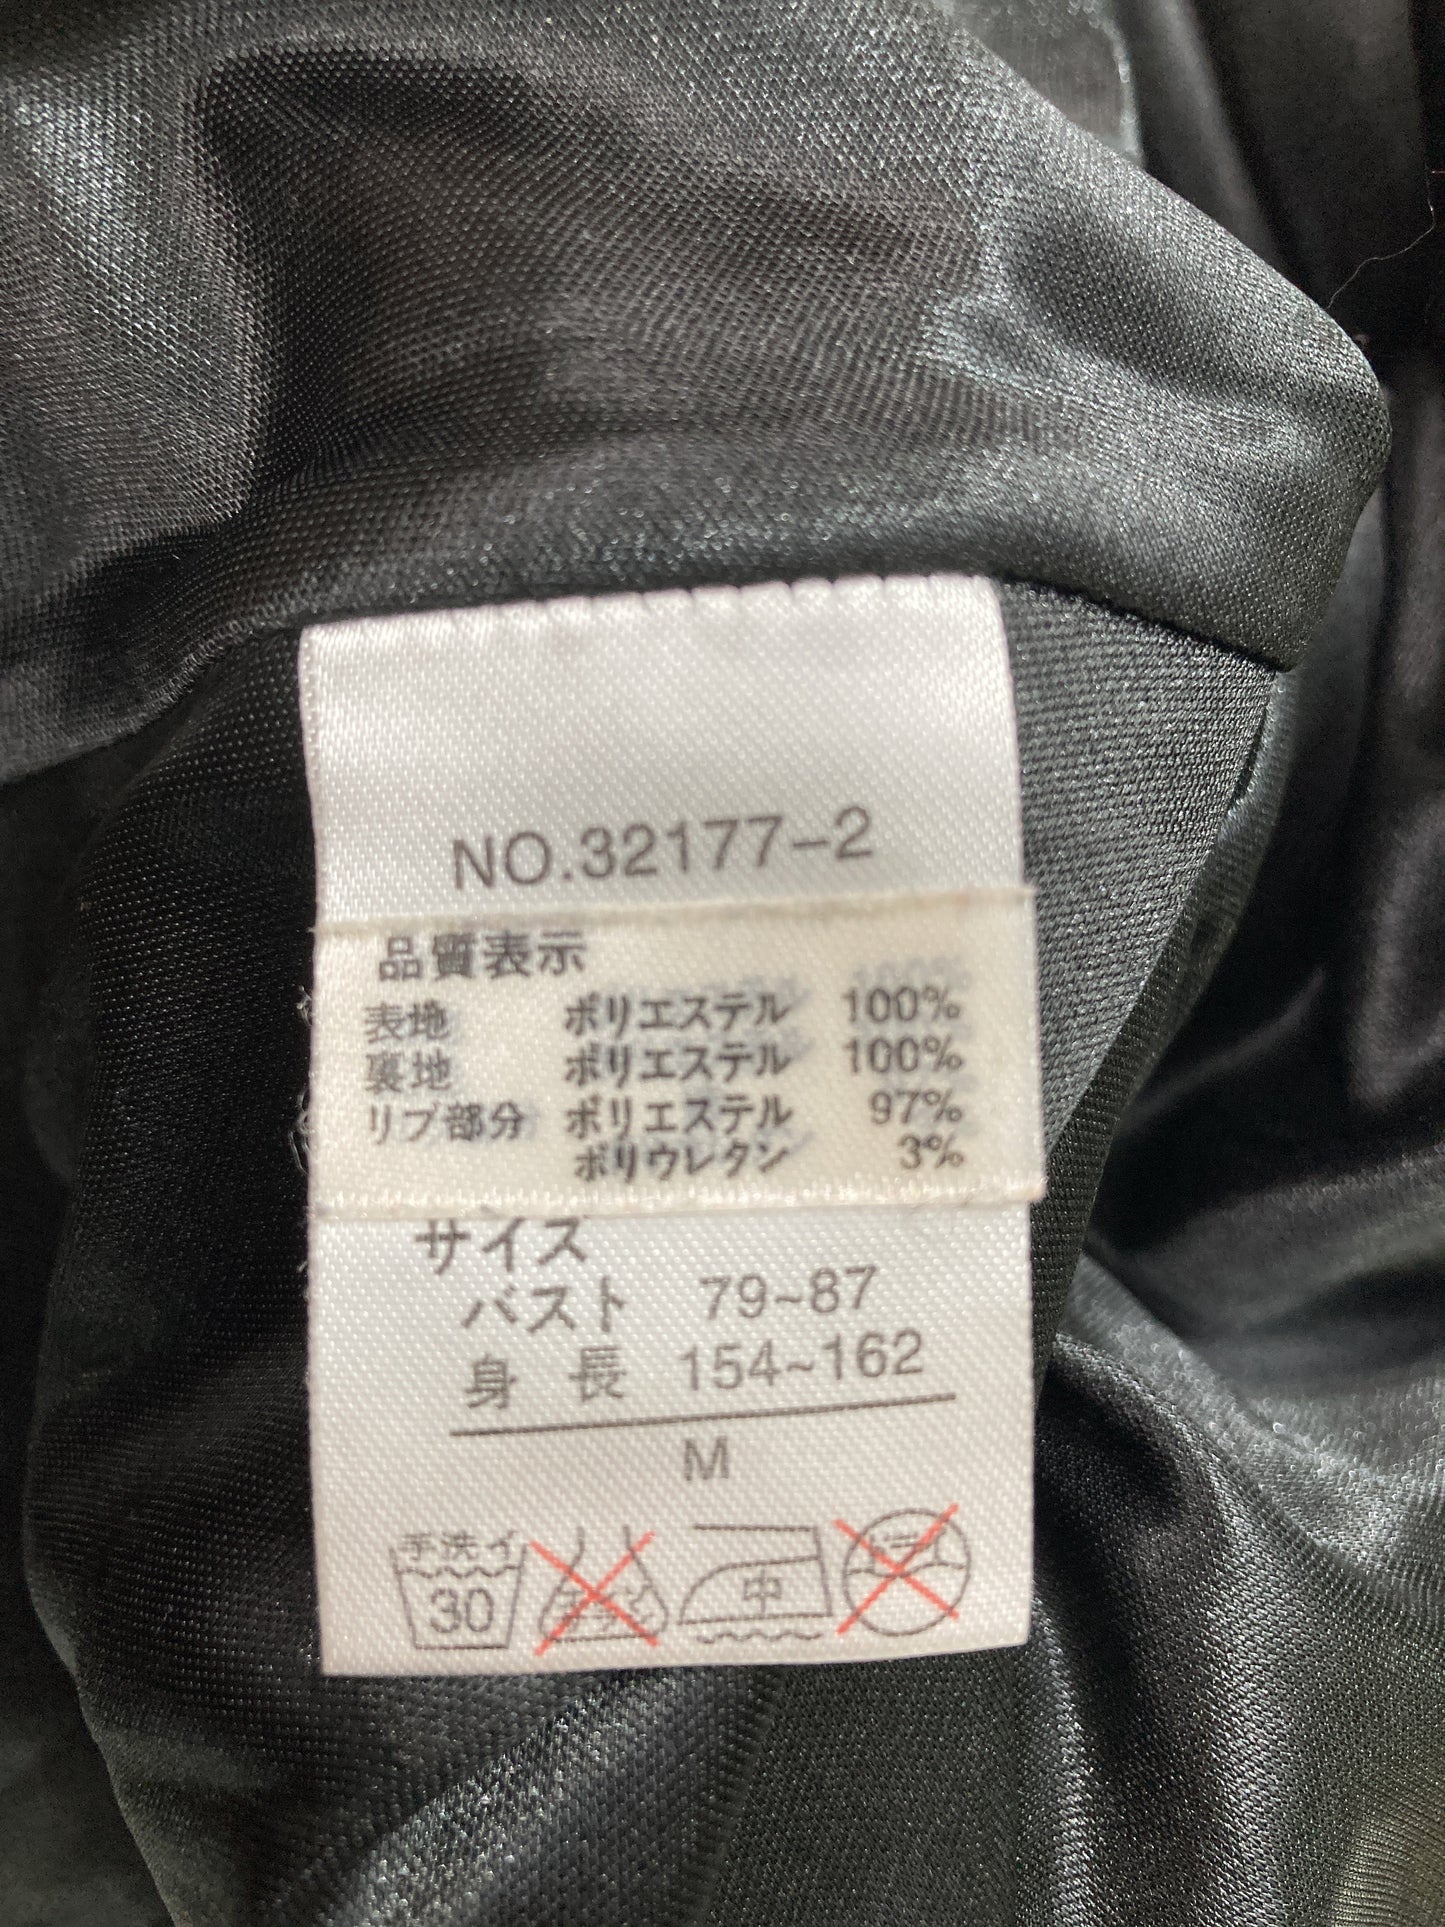 NO.32177-2
品質表示
表地 ポリエステル 100%
裏地 ポリエステル 100%
リブ部分 ポリエステル 97%
ポリウレタン 3%
サイズ
バスト 79~87
身長 154~162
M
手洗イ
30
中